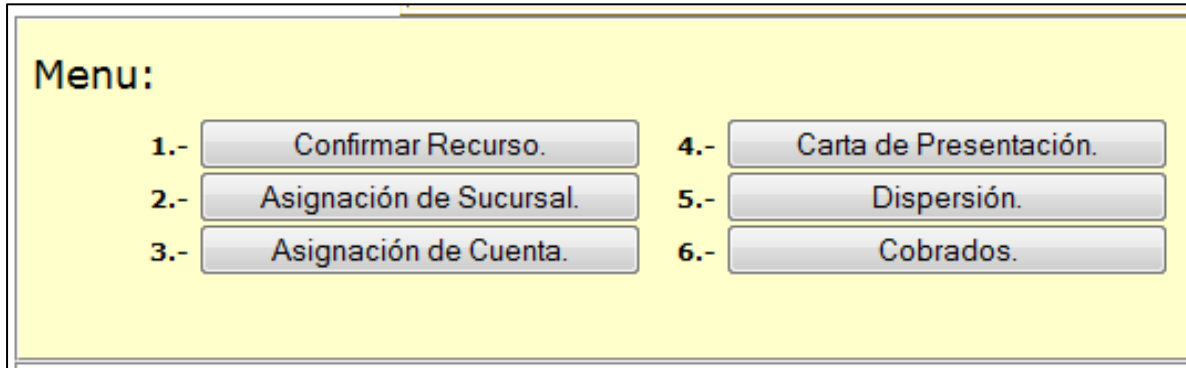 Menu:
1.- Confirmar Recurso.
2.- Asignación de Sucursal.
3.- Asignación de Cuenta.
4.- Carta de Presentación.
5.- Dispersión.
6.- Cobrados.